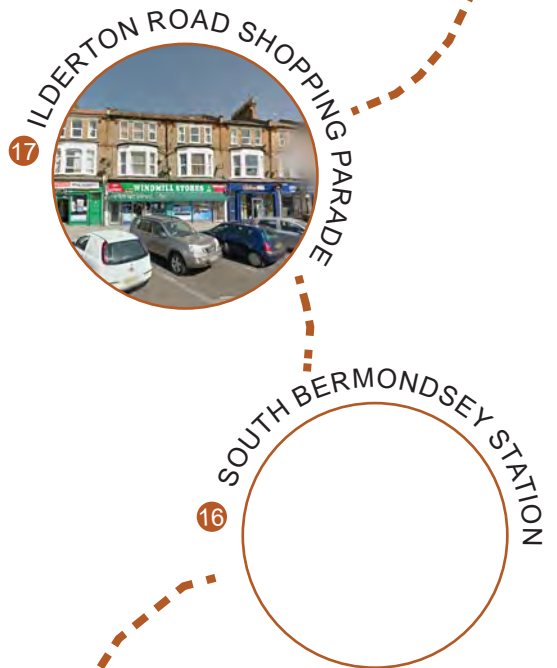 17 ILDERTON ROAD SHOPPING PARADE
WINDMILL STORES
16 SOUTH BERMONDSEY STATION